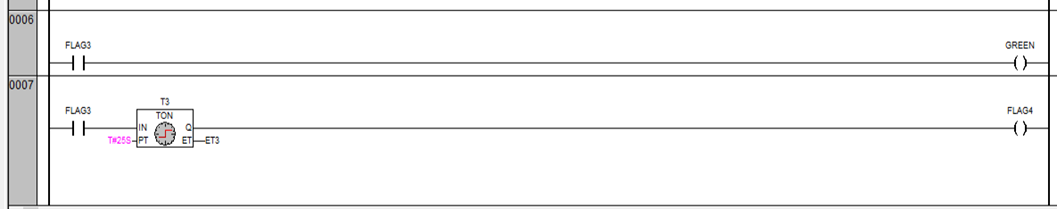 0006
FLAG3
GREEN
0007
FLAG3
T3
TON
IN Q
T#25S PT ET ET3
FLAG4